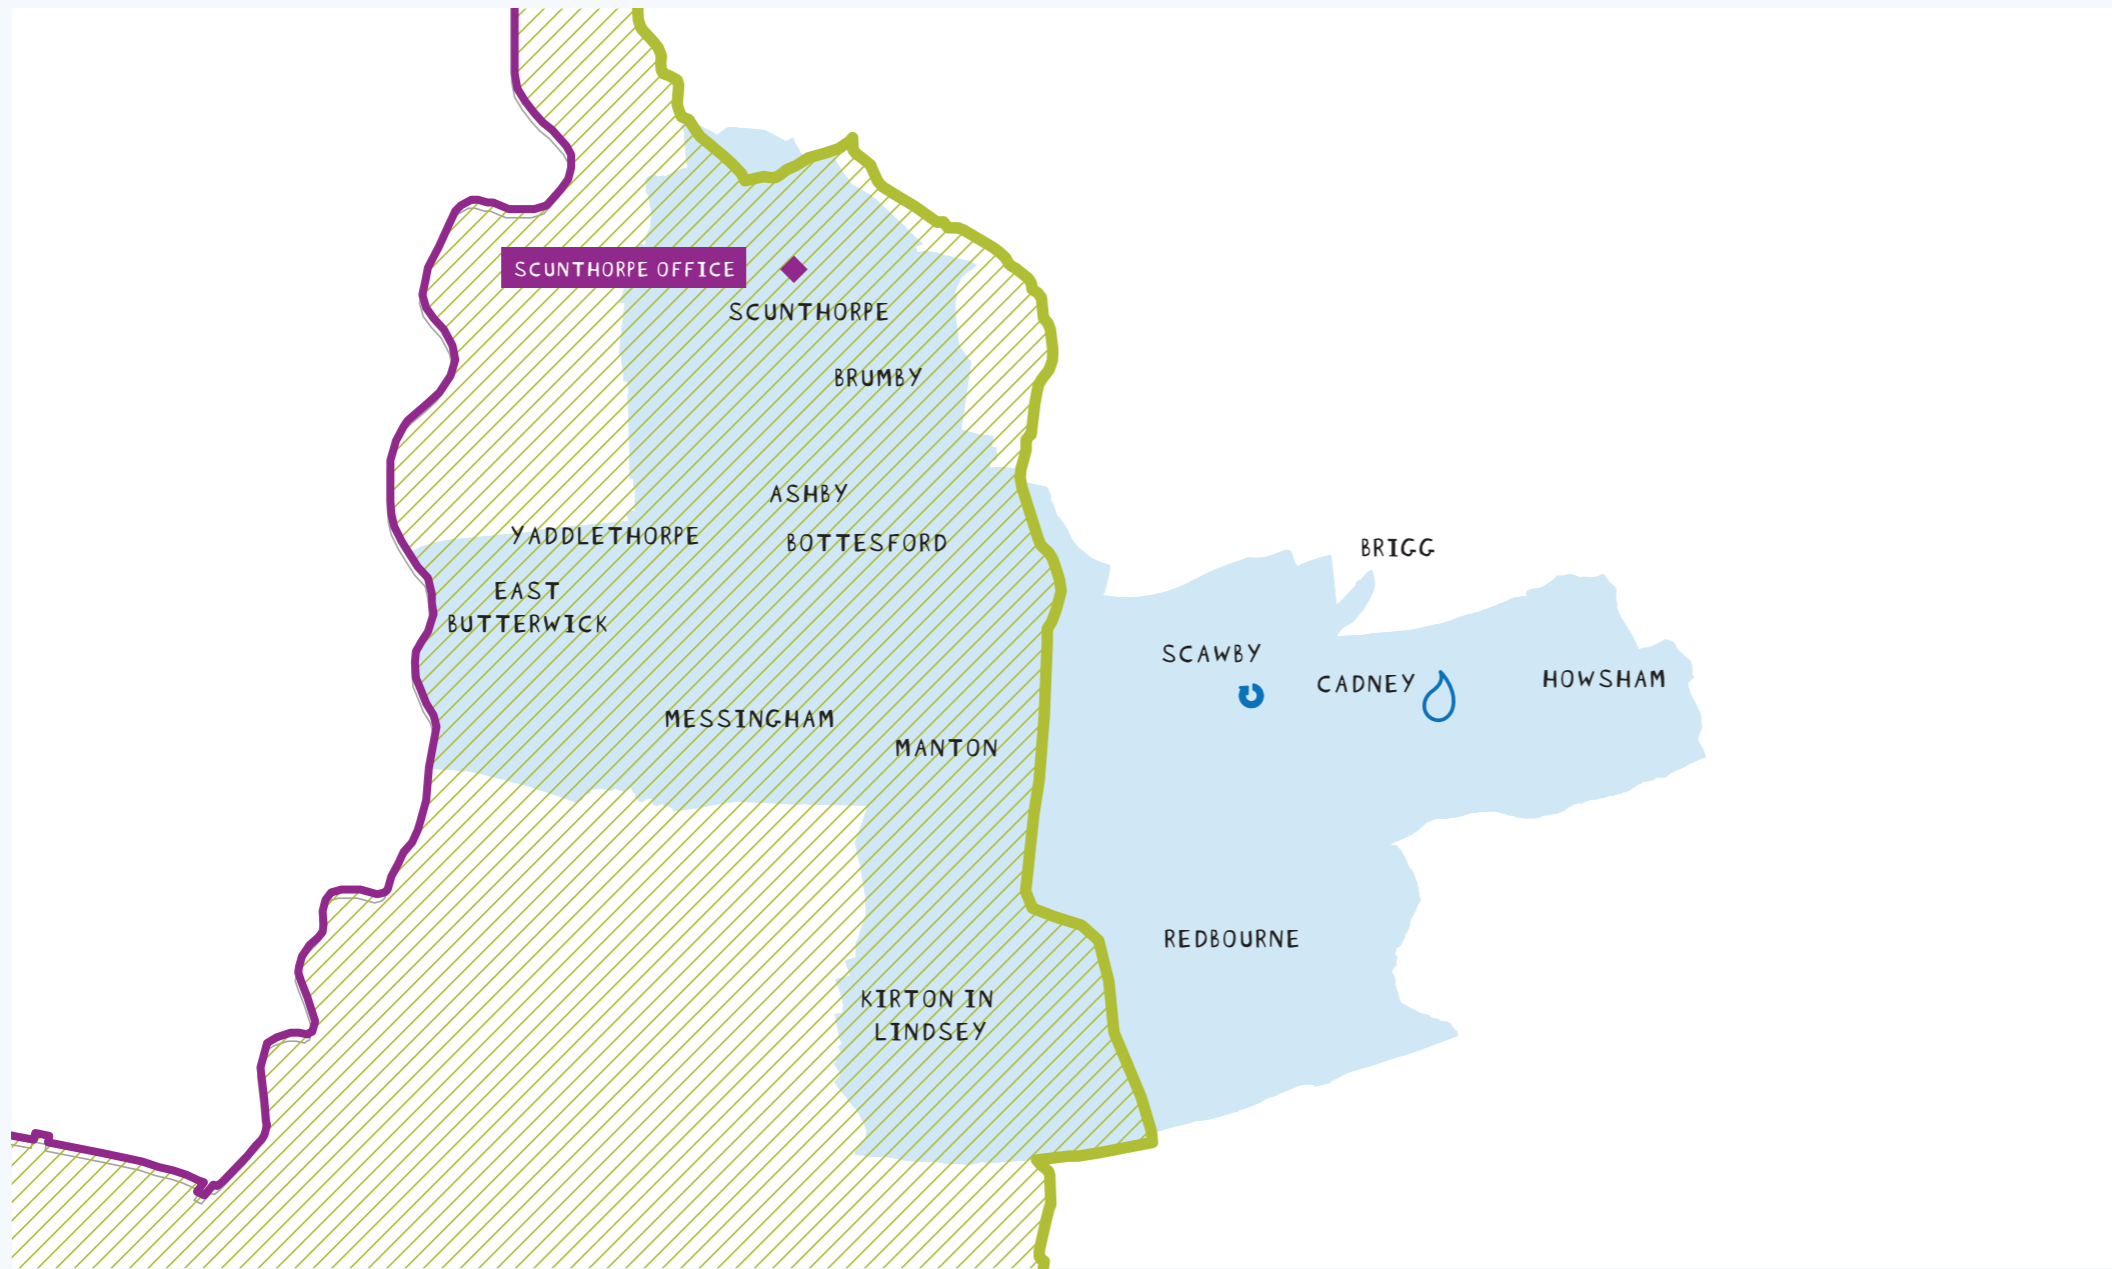 SCUNTHORPE OFFICE
SCUNTHORPE
BRUMBY
ASHBY
YADDLETHORPE
BOTTESFORD
BRIGG
EAST
BUTTERWICK
SCAWBY
CADNEY
HOWSHAM
MESSINGHAM
MANTON
REDBOURNE
KIRTON IN
LINDSEY